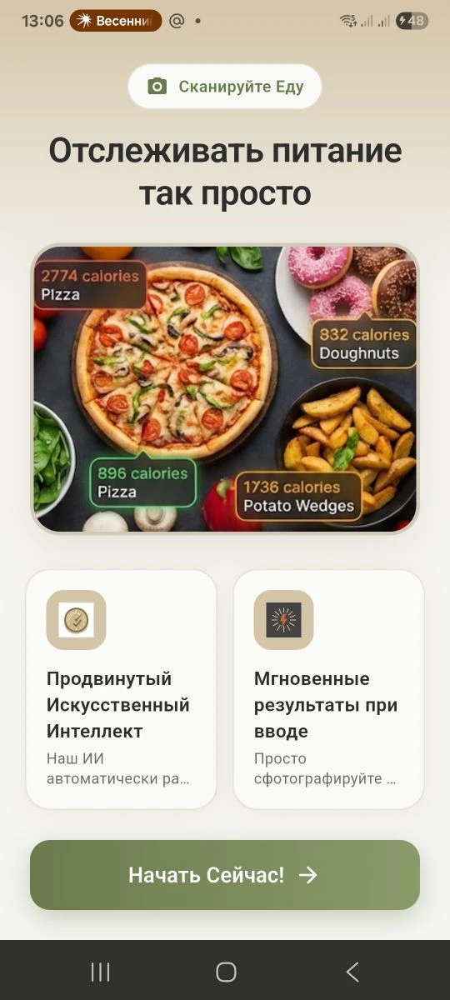 13:06
Весенни
48
Сканируйте Еду
Отслеживать питание
так просто
2774 calories
PIzza
832 calories
Doughnuts
896 calories
Pizza
1736 calories
Potato Wedges
Продвинутый
Искусственный
Интеллект
Наш ИИ
автоматически ра…
Мгновенные
результаты при
вводе
Просто
сфотографируйте …
Начать Сейчас!